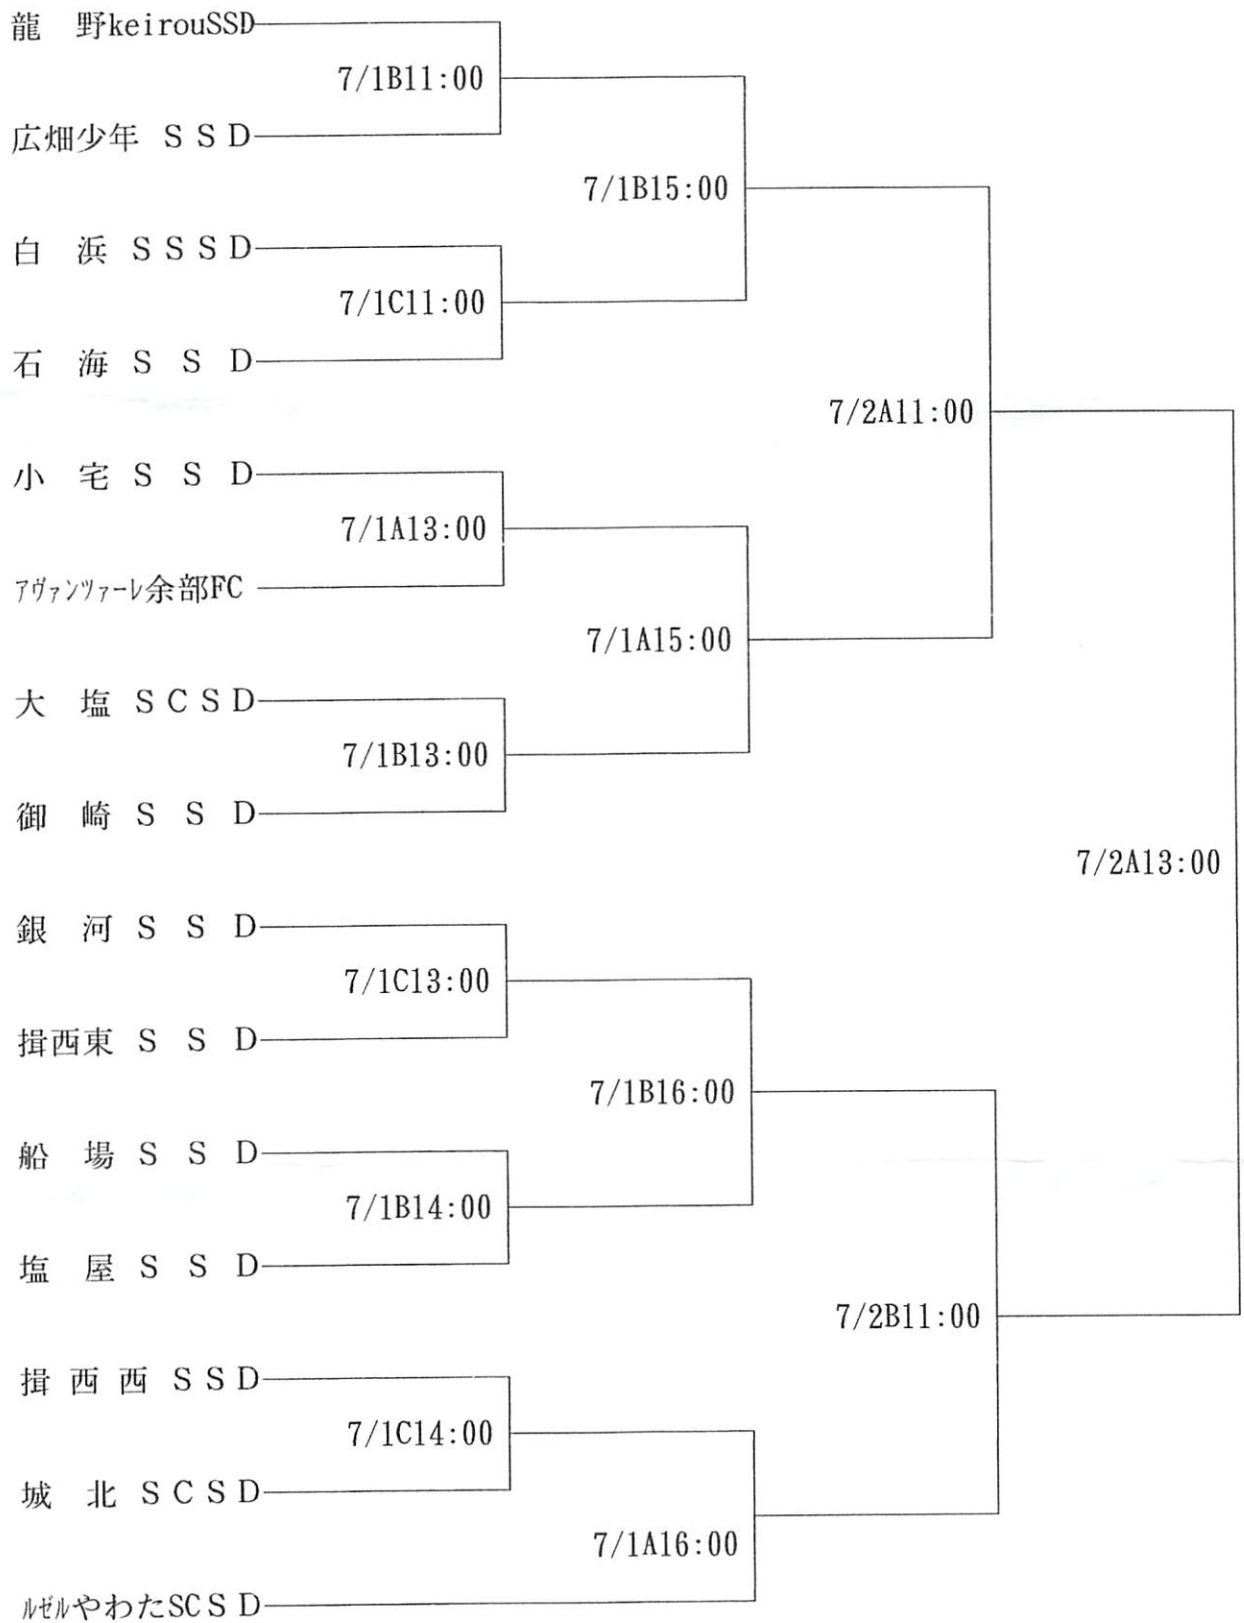 龍　野keirouSSD
7/1B11:00
広畑少年 ＳＳＤ
7/1B15:00
白　浜 ＳＳＳＤ
7/1C11:00
石　海 Ｓ Ｓ Ｄ
7/2A11:00
小　宅 Ｓ Ｓ Ｄ
7/1A13:00
ｱｳﾞｧﾝﾂｧｰﾚ余部FC
7/1A15:00
大　塩 ＳＣＳＤ
7/1B13:00
御　崎 Ｓ Ｓ Ｄ
7/2A13:00
銀　河 Ｓ Ｓ Ｄ
7/1C13:00
揖西東 Ｓ Ｓ Ｄ
7/1B16:00
船　場 Ｓ Ｓ Ｄ
7/1B14:00
塩　屋 Ｓ Ｓ Ｄ
7/2B11:00
揖 西 西 ＳＳＤ
7/1C14:00
城　北 ＳＣＳＤ
7/1A16:00
ﾙｾﾞﾙやわたSCＳＤ